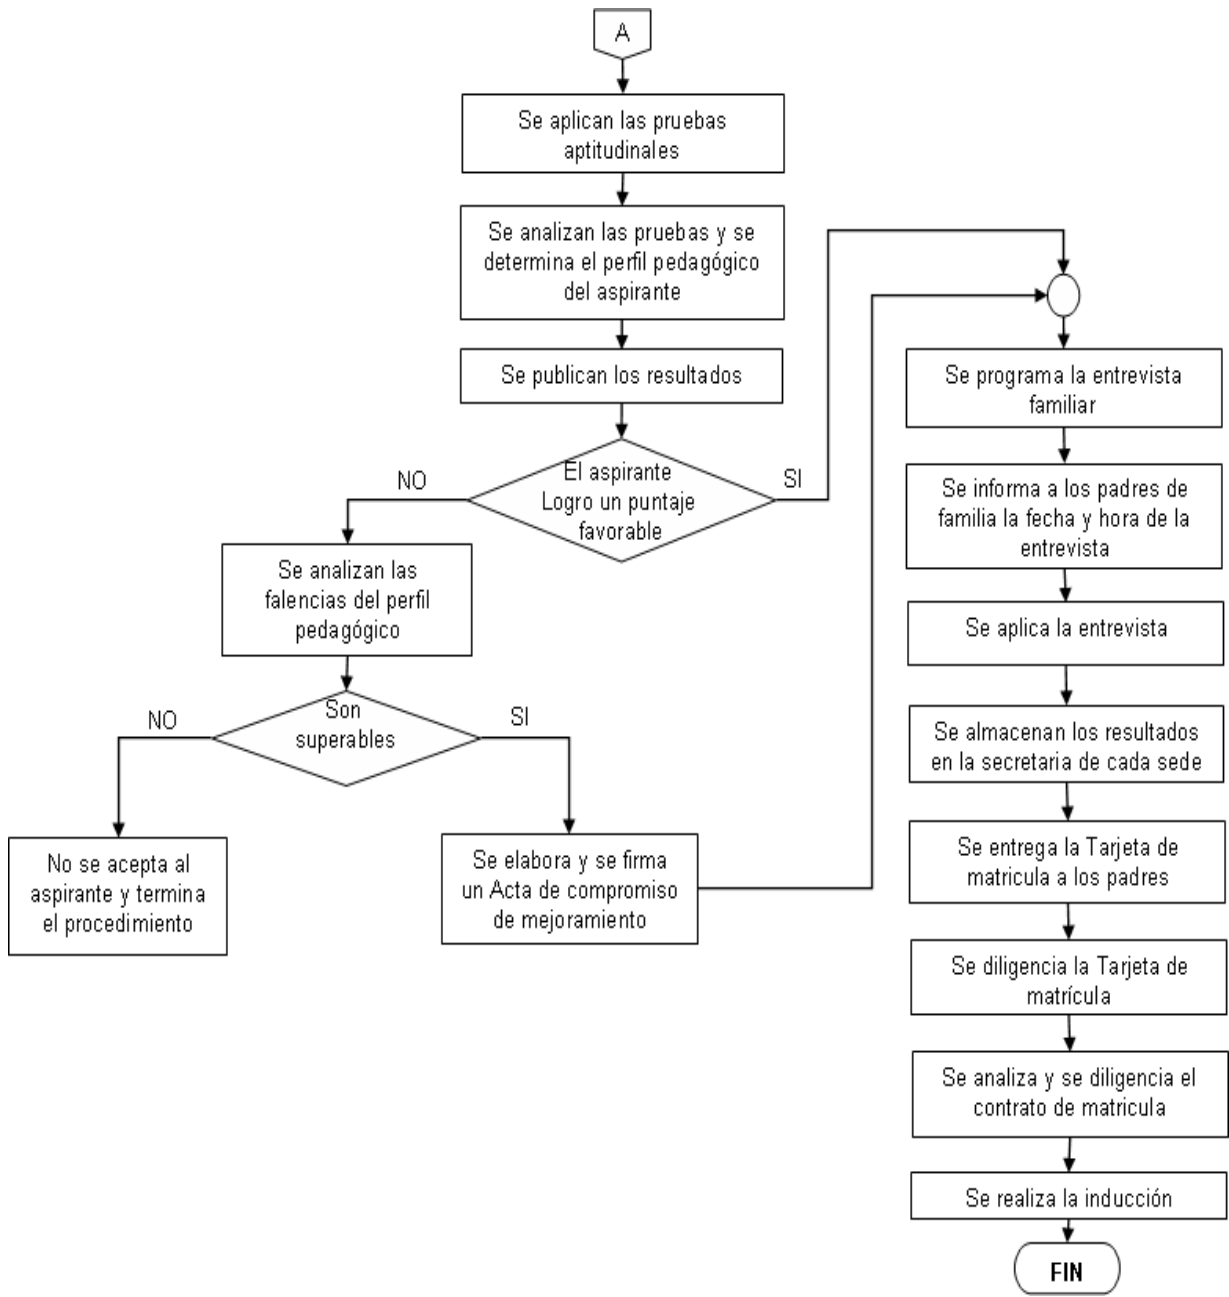 A
Se aplican las pruebas
aptitudinales
Se analizan las pruebas y se
determina el perfil pedagógico
del aspirante
Se publican los resultados
El aspirante
Logro un puntaje
favorable
NO
SI
Se analizan las
falencias del perfil
pedagógico
Son
superables
NO
SI
No se acepta al
aspirante y termina
el procedimiento
Se elabora y se firma
un Acta de compromiso
de mejoramiento
Se programa la entrevista
familiar
Se informa a los padres de
familia la fecha y hora de la
entrevista
Se aplica la entrevista
Se almacenan los resultados
en la secretaria de cada sede
Se entrega la Tarjeta de
matricula a los padres
Se diligencia la Tarjeta de
matrícula
Se analiza y se diligencia el
contrato de matricula
Se realiza la inducción
FIN